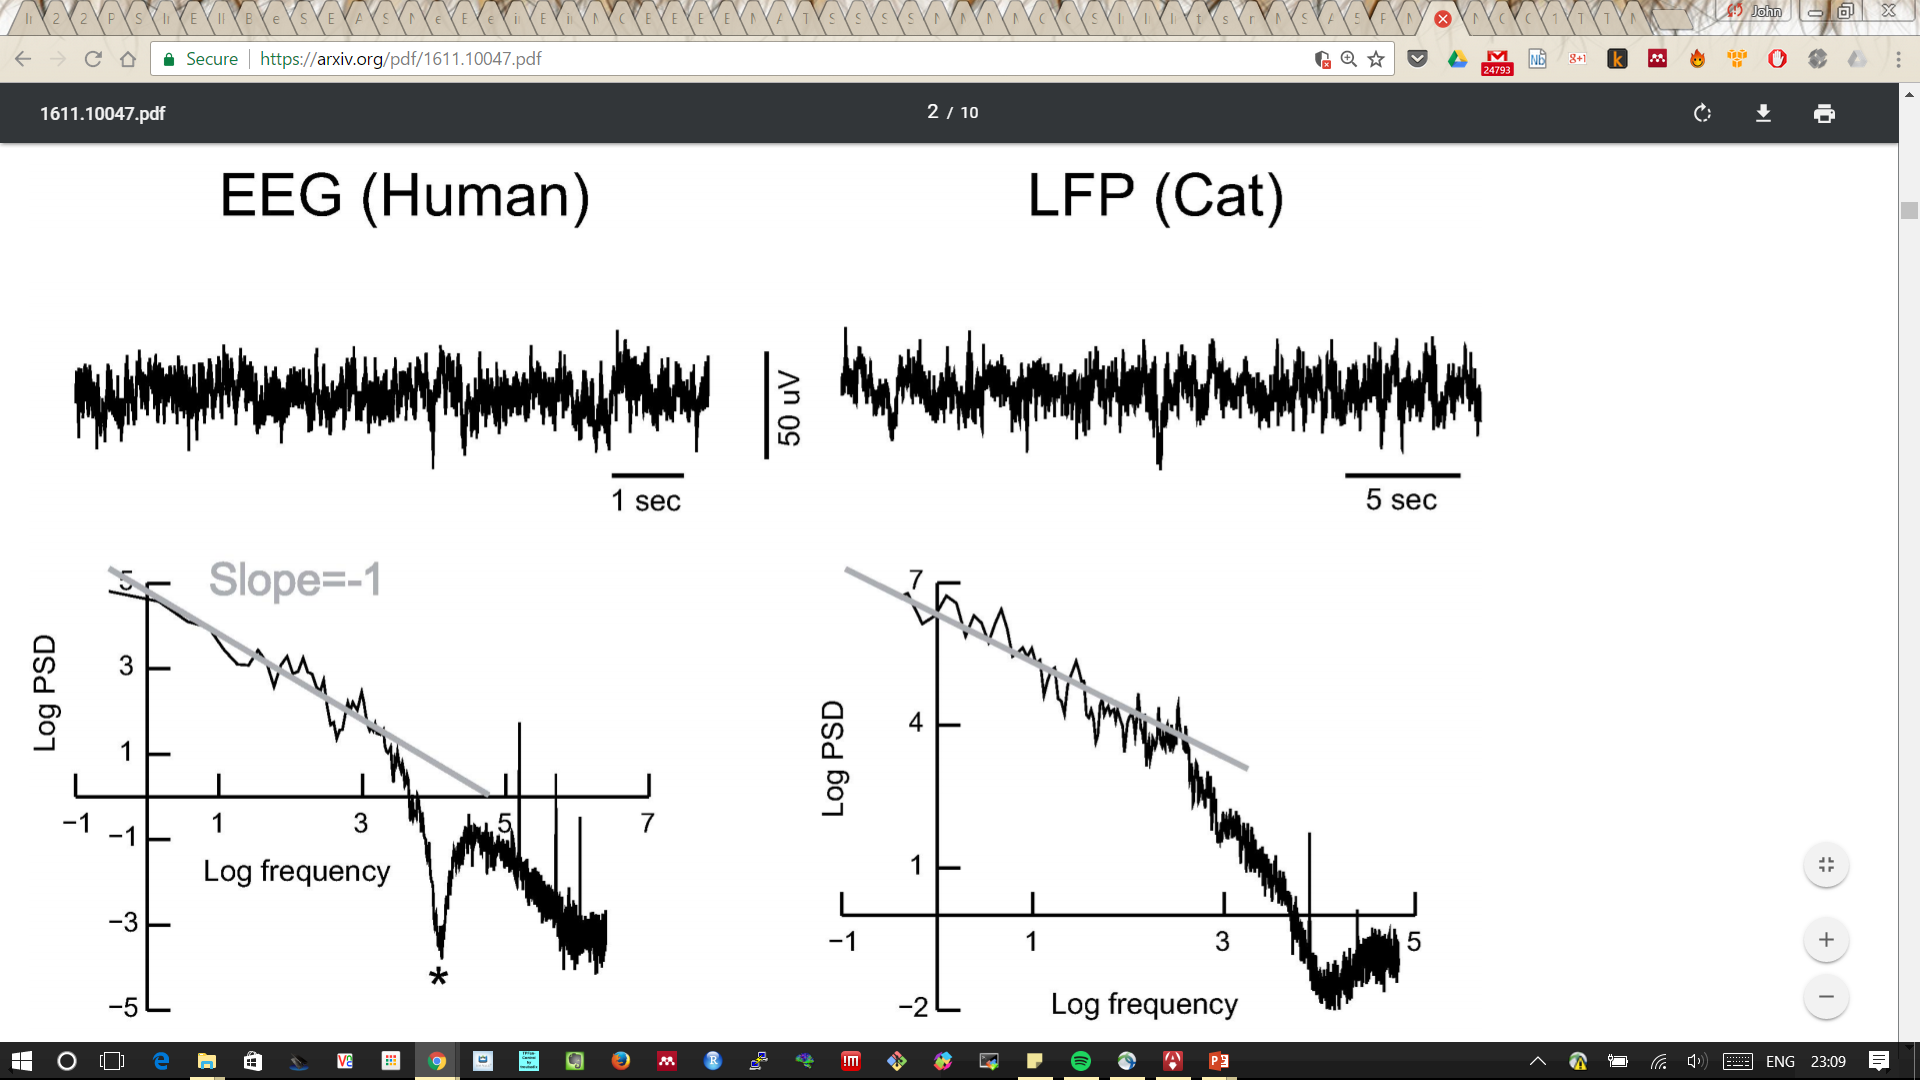 John
Secure
https://arxiv.org/pdf/1611.10047.pdf
24793
1611.10047.pdf
2 / 10
EEG (Human)
LFP (Cat)
50 uV
1 sec
5 sec
Slope=-1
5
3
1
−1
−3
−5
Log PSD
−1
1
3
5
7
Log frequency
*
7
4
1
−2
Log PSD
−1
1
3
5
Log frequency
ENG
23:09